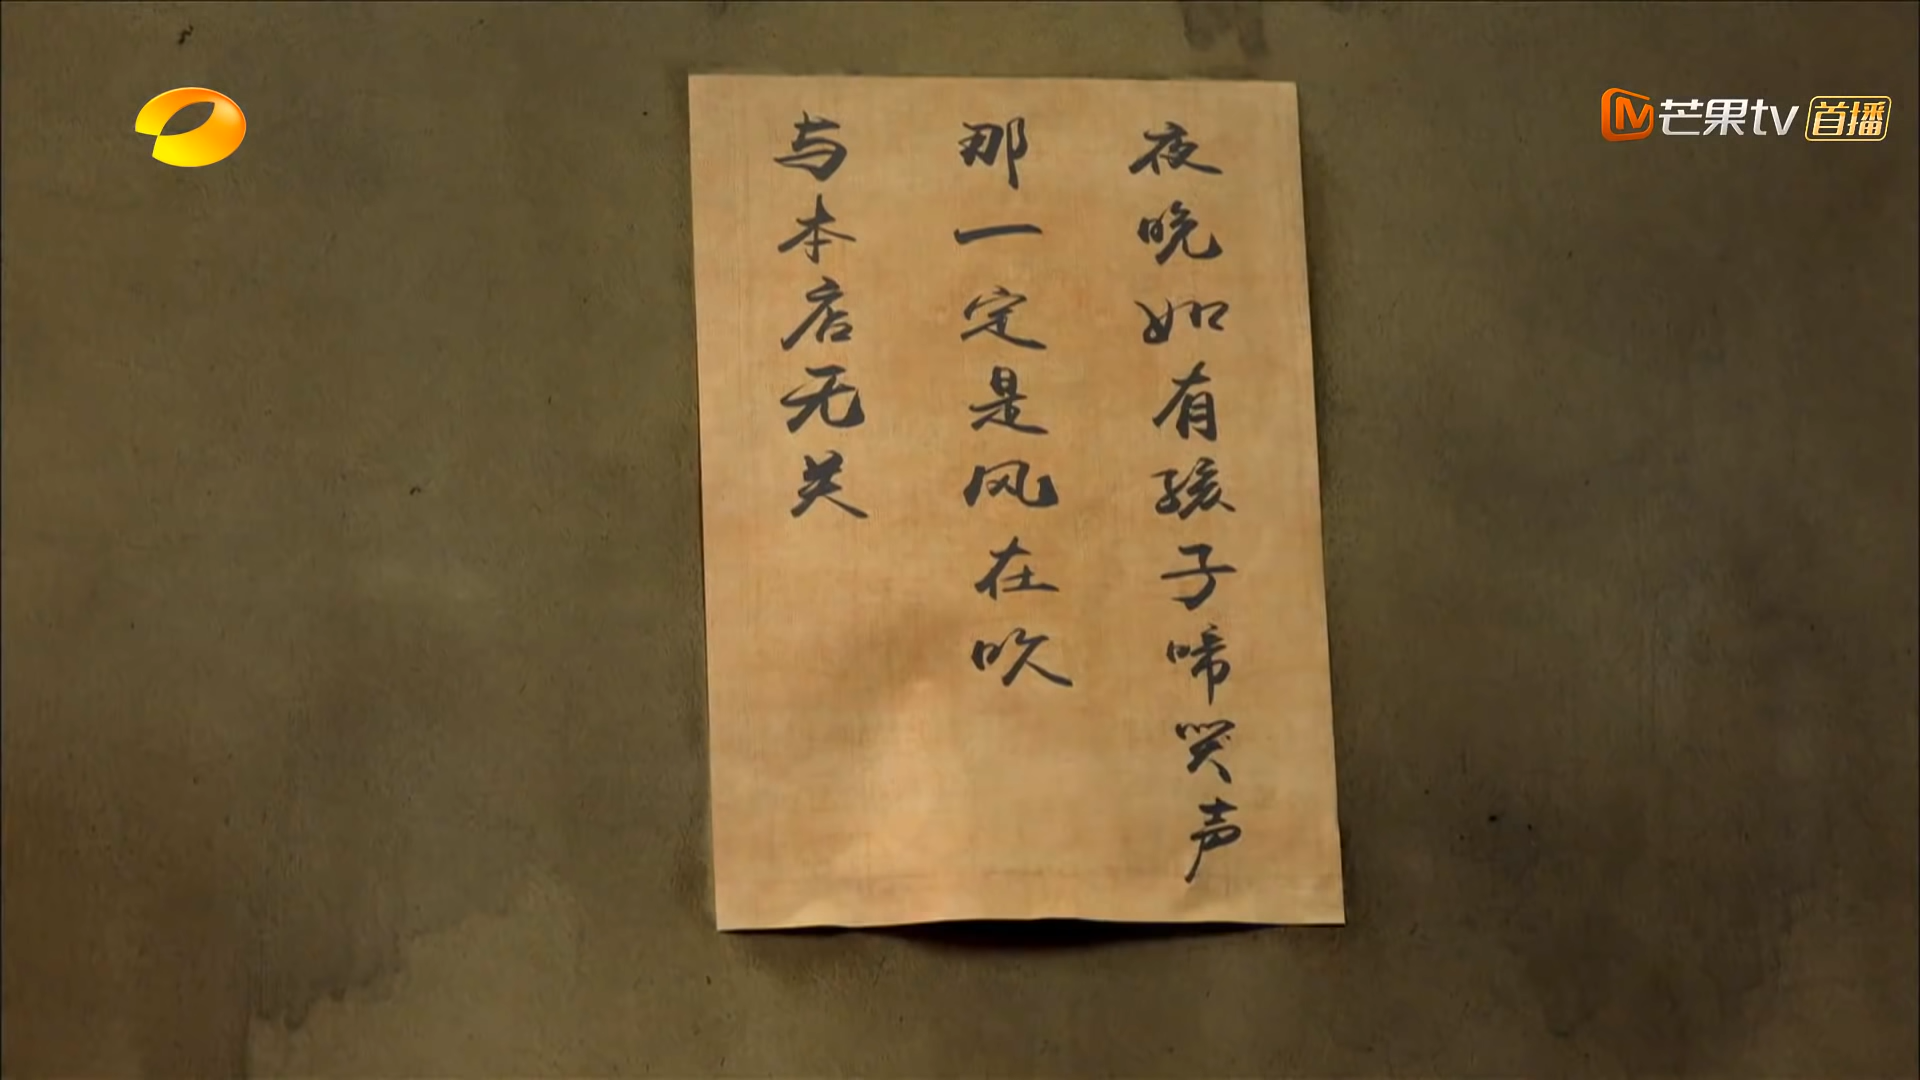 夜晚如有孩子啼哭声
那一定是风在吹
与本店无关
芒果tv 首播